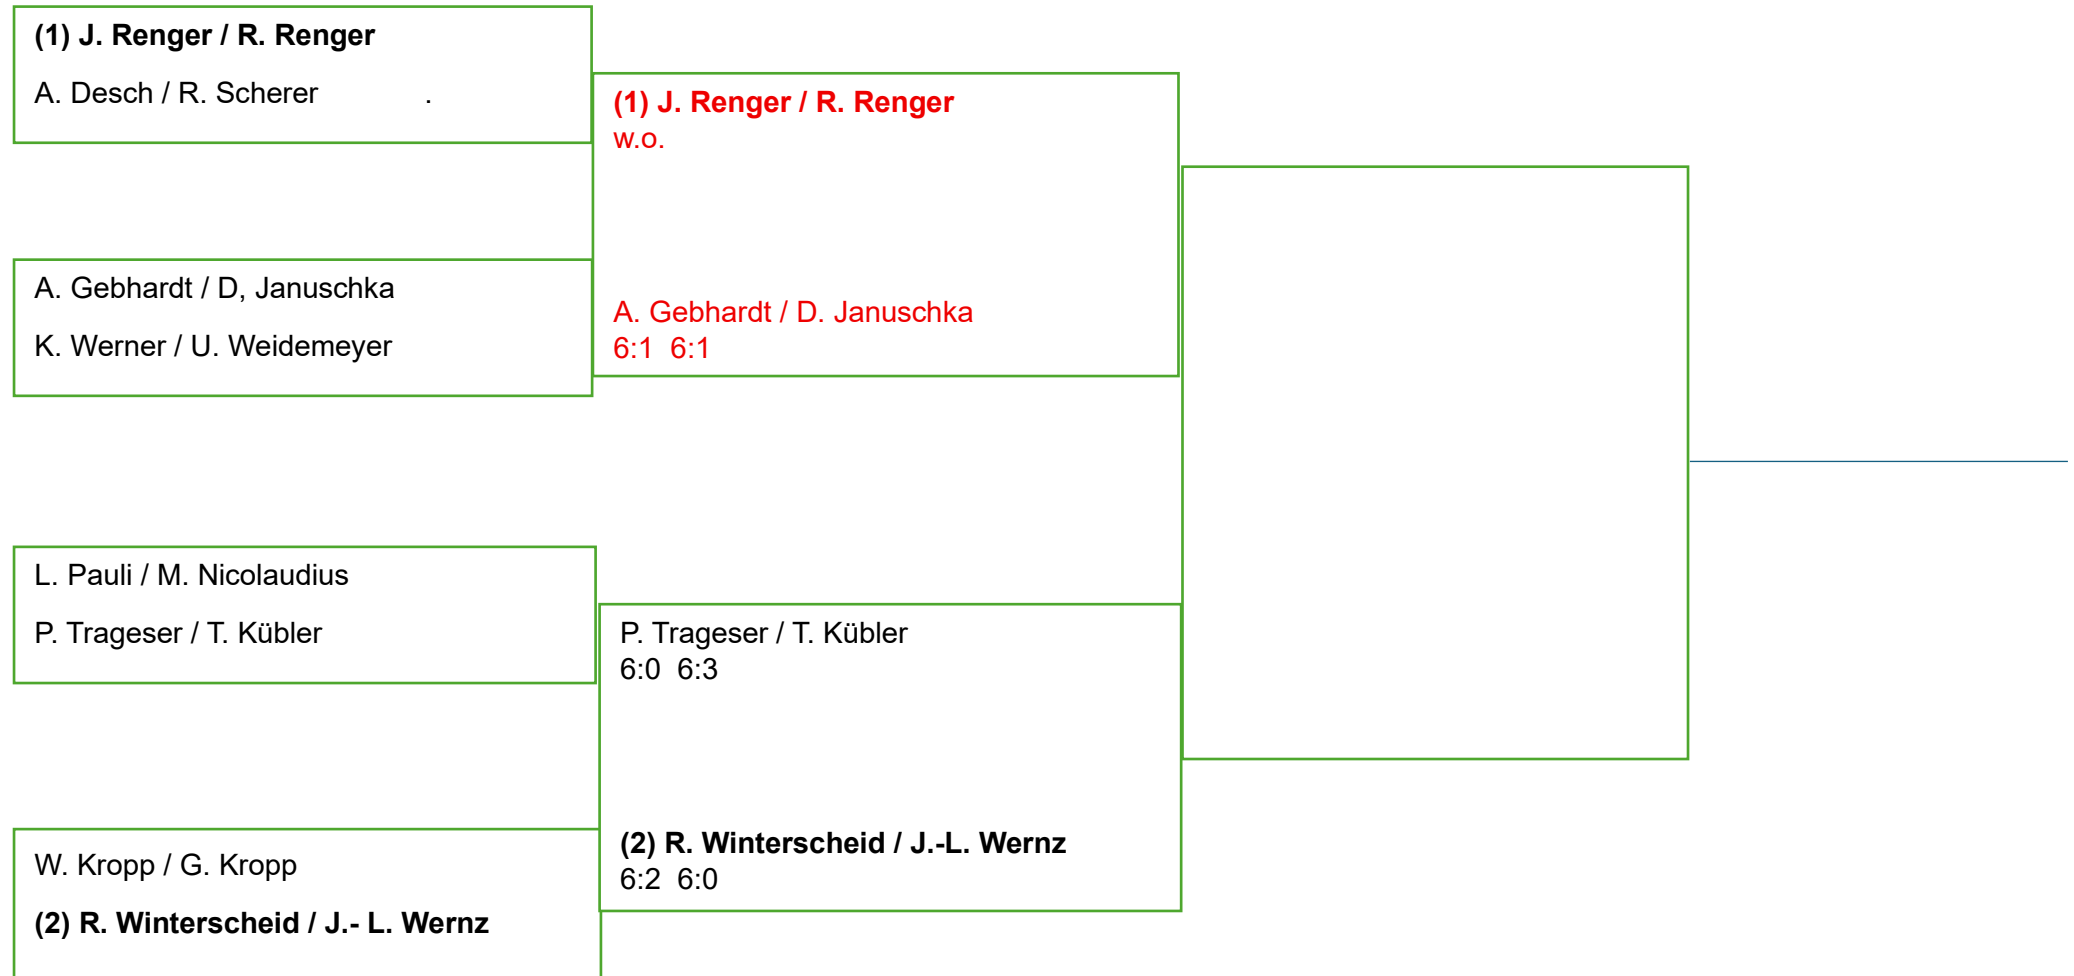 (1) J. Renger / R. Renger
A. Desch / R. Scherer .
(1) J. Renger / R. Renger
w.o.
A. Gebhardt / D, Januschka
K. Werner / U. Weidemeyer
A. Gebhardt / D. Januschka
6:1 6:1
L. Pauli / M. Nicolaudius
P. Trageser / T. Kübler
P. Trageser / T. Kübler
6:0 6:3
W. Kropp / G. Kropp
(2) R. Winterscheid / J.- L. Wernz
(2) R. Winterscheid / J.-L. Wernz
6:2 6:0